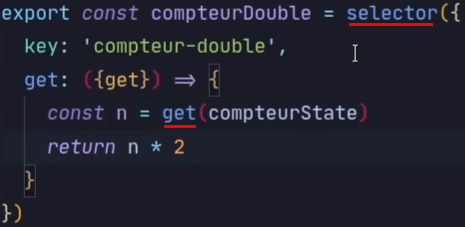 export const compteurDouble = selector({
key: 'compteur-double',
get: ({get}) => {
const n = get(compteurState)
return n * 2
}
})